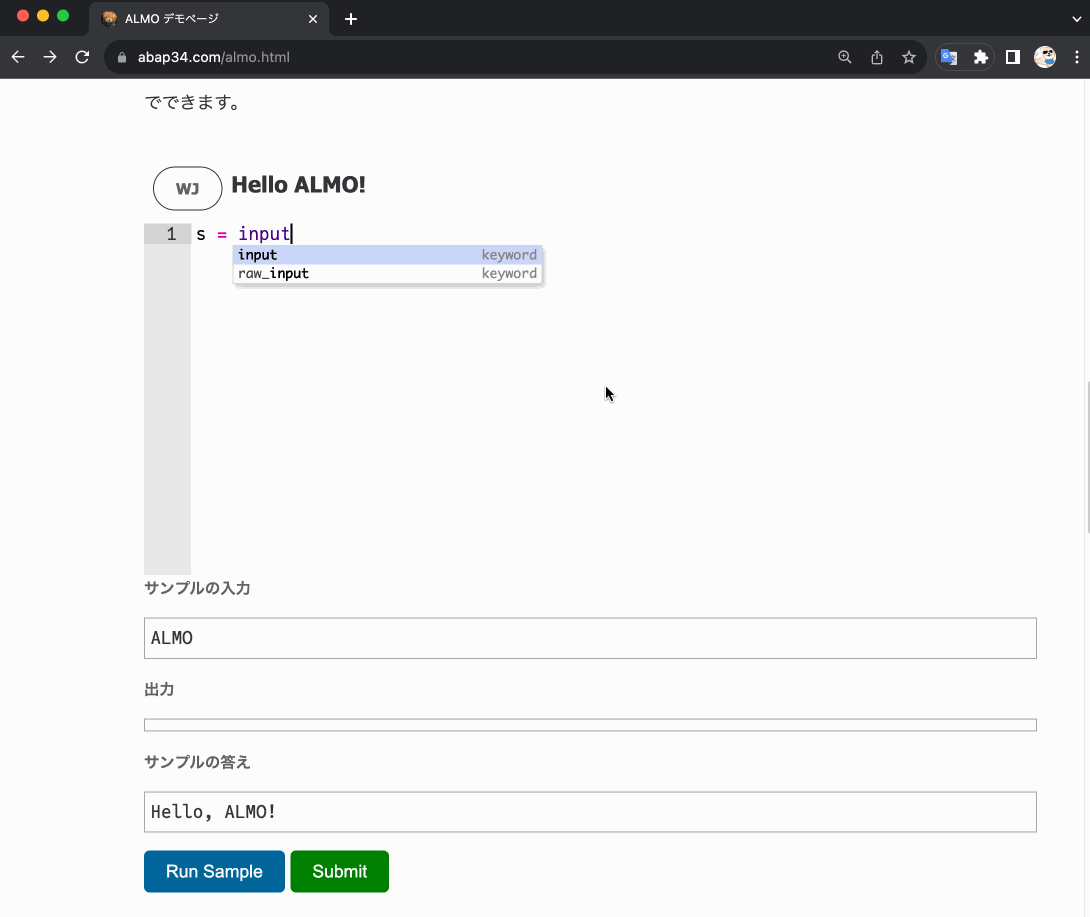 ALMO デモページ
abap34.com/almo.html
でできます。
WJ Hello ALMO!
1 s = input
input keyword
raw_input keyword
サンプルの入力
ALMO
出力
サンプルの答え
Hello, ALMO!
Run Sample Submit